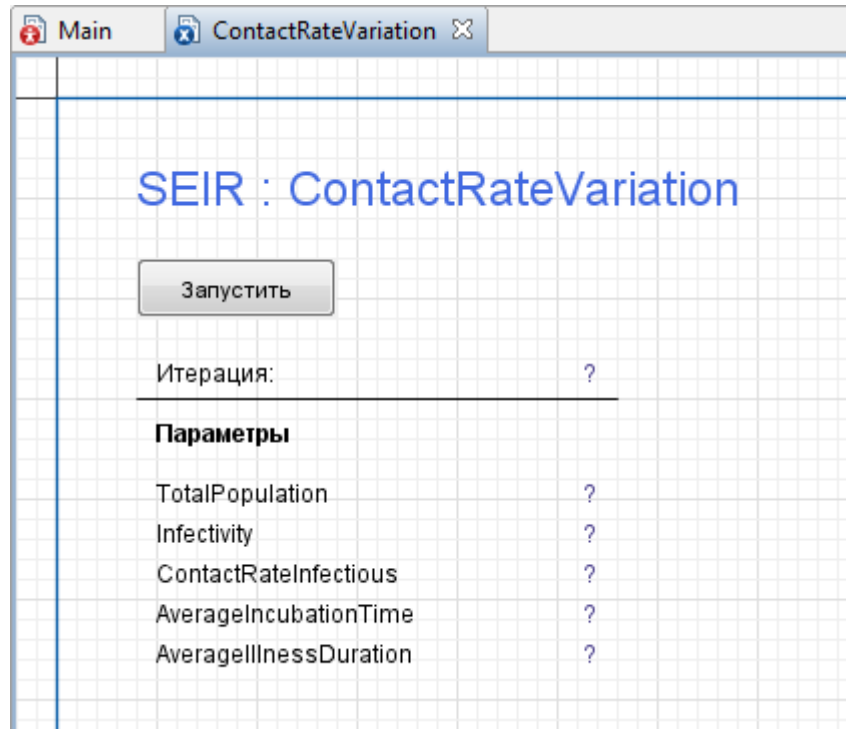 Main ContactRateVariation
SEIR : ContactRateVariation
Запустить
Итерация: ?
Параметры
TotalPopulation ?
Infectivity ?
ContactRateInfectious ?
AverageIncubationTime ?
AverageIllnessDuration ?